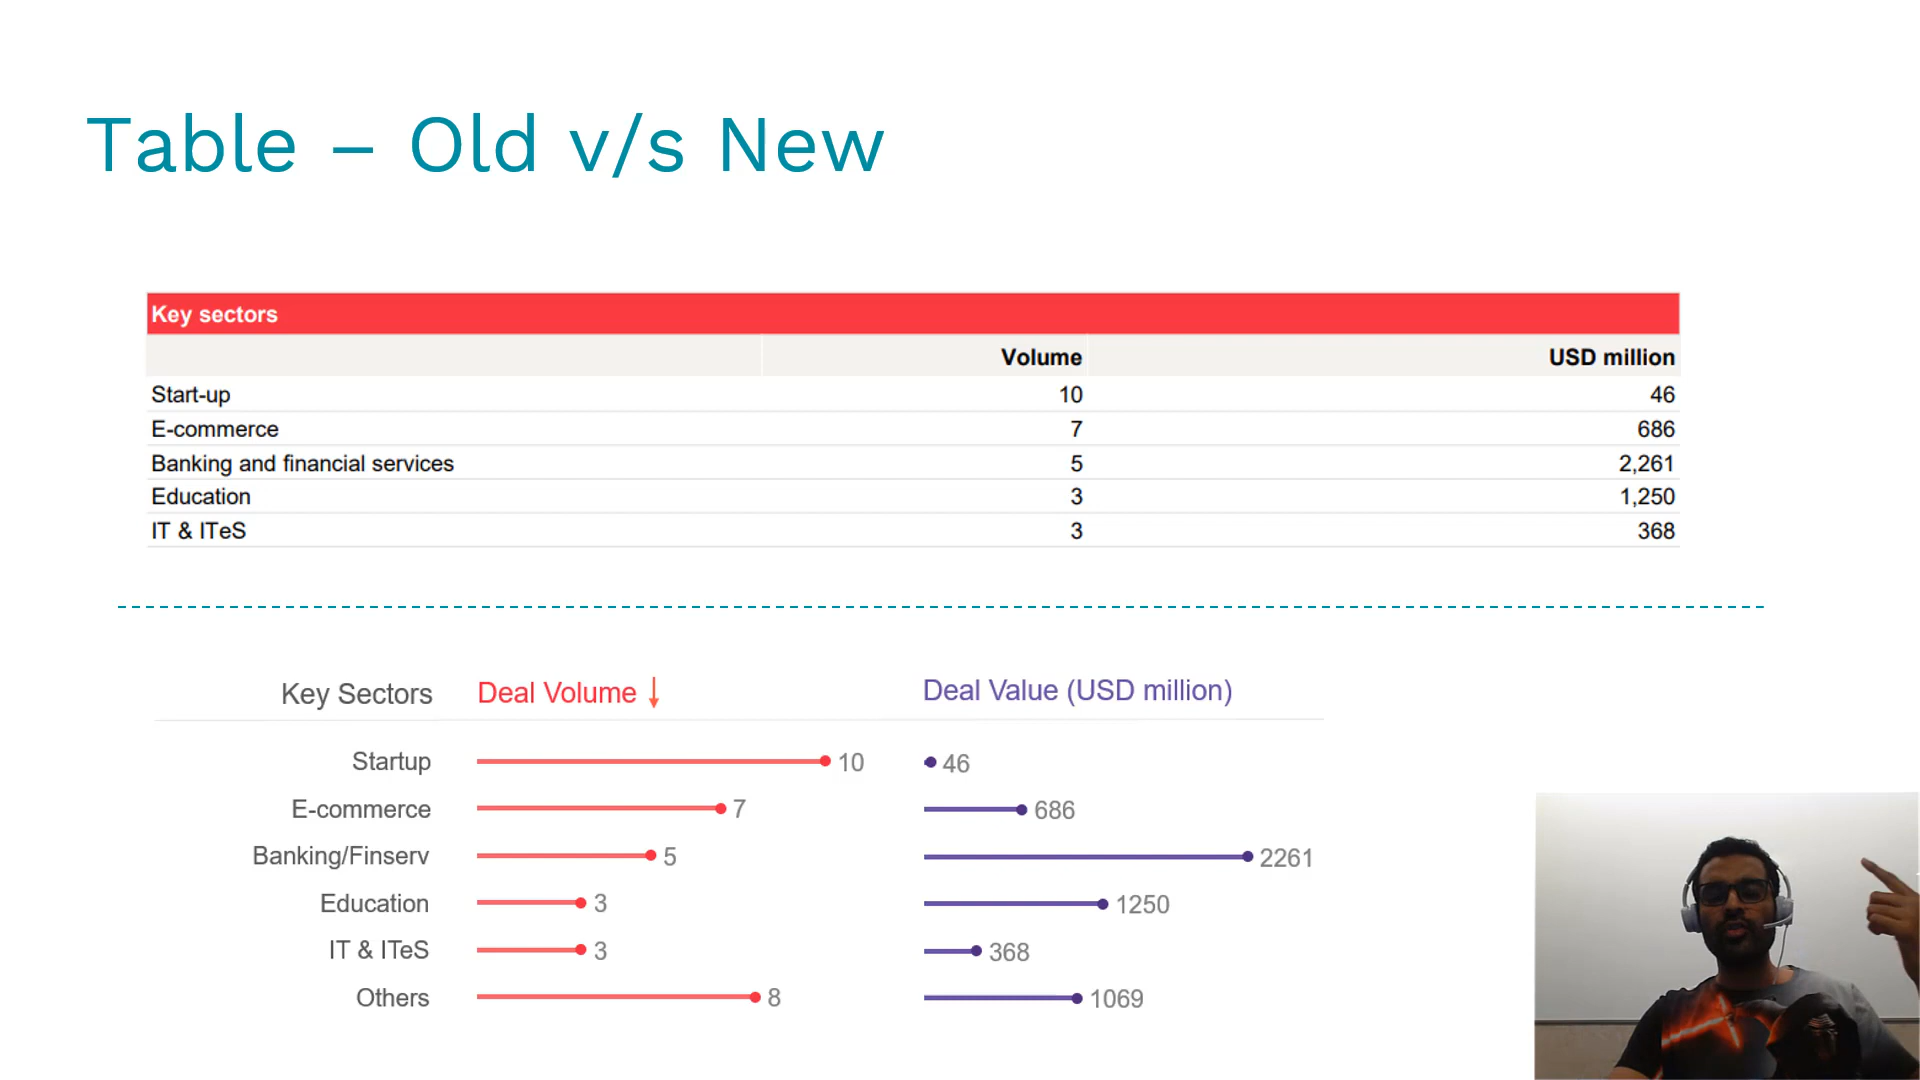 Table – Old v/s New
Key sectors
Volume USD million
Start-up 10 46
E-commerce 7 686
Banking and financial services 5 2,261
Education 3 1,250
IT & ITeS 3 368
Key Sectors Deal Volume ↓ Deal Value (USD million)
Startup 10 46
E-commerce 7 686
Banking/Finserv 5 2261
Education 3 1250
IT & ITeS 3 368
Others 8 1069